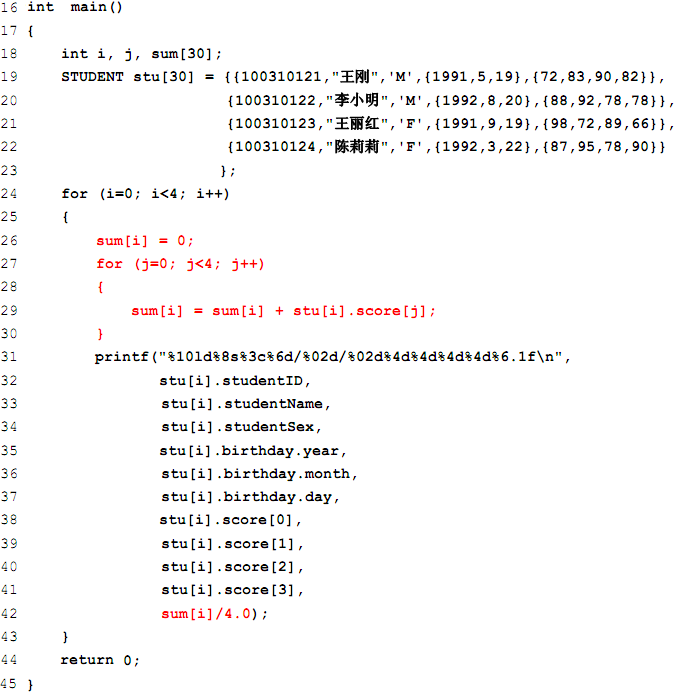 16 int  main()
17 {
18     int i, j, sum[30];
19     STUDENT stu[30] = {{100310121,"王刚",'M',{1991,5,19},{72,83,90,82}},
20                        {100310122,"李小明",'M',{1992,8,20},{88,92,78,78}},
21                        {100310123,"王丽红",'F',{1991,9,19},{98,72,89,66}},
22                        {100310124,"陈莉莉",'F',{1992,3,22},{87,95,78,90}}
23                       };
24     for (i=0; i<4; i++)
25     {
26         sum[i] = 0;
27         for (j=0; j<4; j++)
28         {
29             sum[i] = sum[i] + stu[i].score[j];
30         }
31         printf("%10ld%8s%3c%6d/%02d/%02d%4d%4d%4d%4d%6.1f\n",
32                 stu[i].studentID,
33                 stu[i].studentName,
34                 stu[i].studentSex,
35                 stu[i].birthday.year,
36                 stu[i].birthday.month,
37                 stu[i].birthday.day,
38                 stu[i].score[0],
39                 stu[i].score[1],
40                 stu[i].score[2],
41                 stu[i].score[3],
42                 sum[i]/4.0);
43     }
44     return 0;
45 }